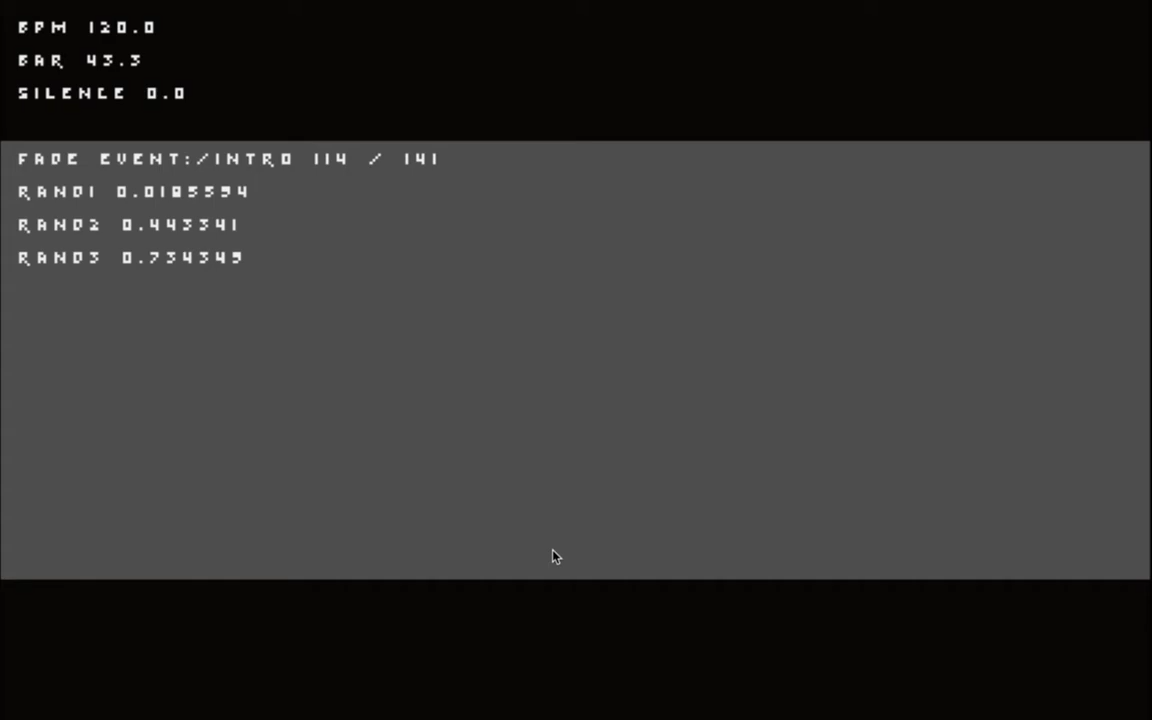 BPM 120.0
BAR 43.3
SILENCE 0.0
FADE EVENT:/INTRO 114 / 141
RAND1 0.0185594
RAND2 0.443341
RAND3 0.734349